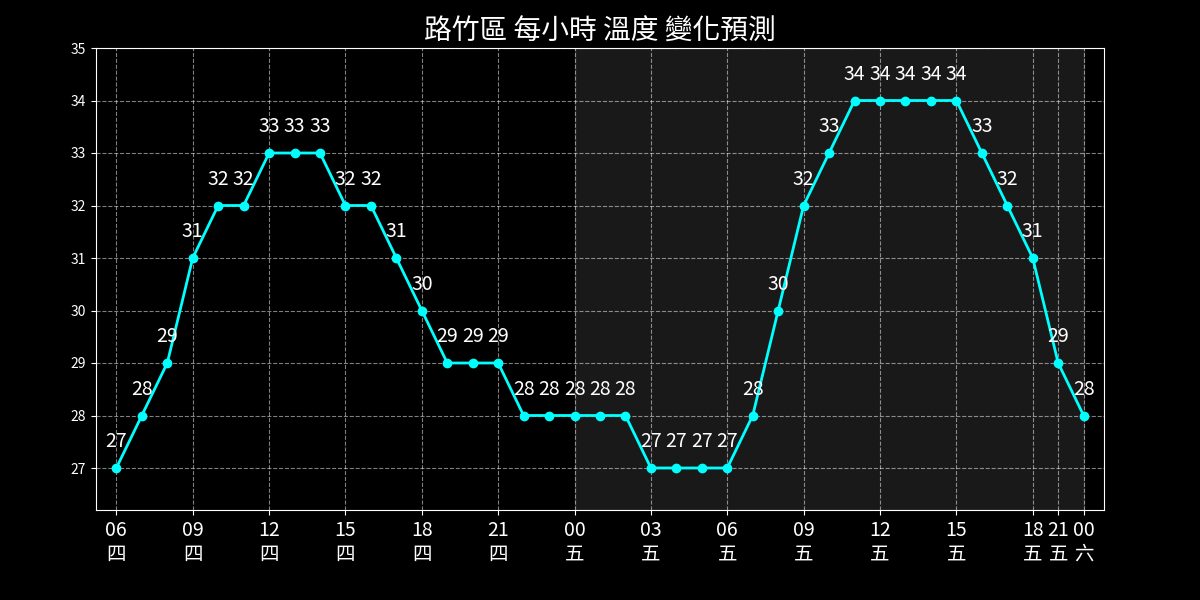 路竹區 每小時 溫度 變化預測
35
34
33
32
31
30
29
28
27
34 34 34 34 34
33 33 33 33 33
32 32 32 32 32 32
31 31 31
30 30
29 29 29 29 29
28 28 28 28 28 28 28 28
27 27 27 27 27
06 09 12 15 18 21 00 03 06 09 12 15 18 21 00
四 四 四 四 四 四 五 五 五 五 五 五 五 五 六